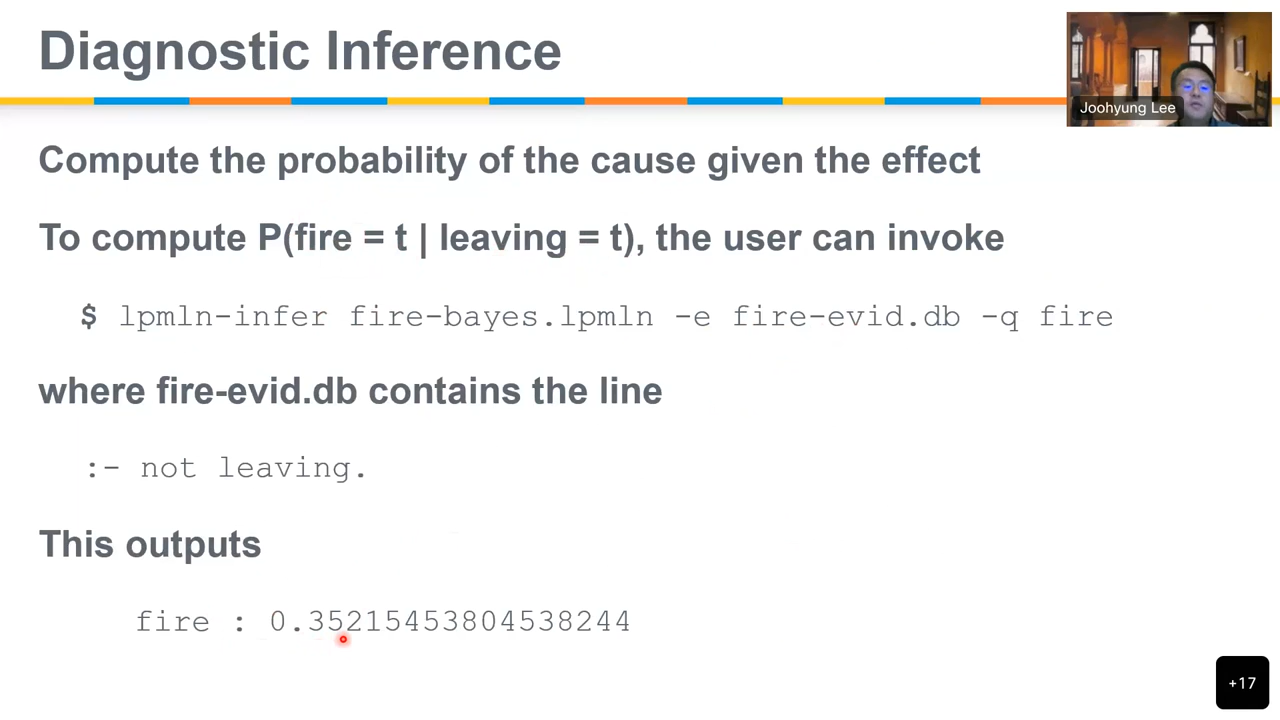 Diagnostic Inference
Joohyung Lee
Compute the probability of the cause given the effect
To compute P(fire = t | leaving = t), the user can invoke
$ lpmln-infer fire-bayes.lpmln -e fire-evid.db -q fire
where fire-evid.db contains the line
:- not leaving.
This outputs
fire : 0.35215453804538244
+17